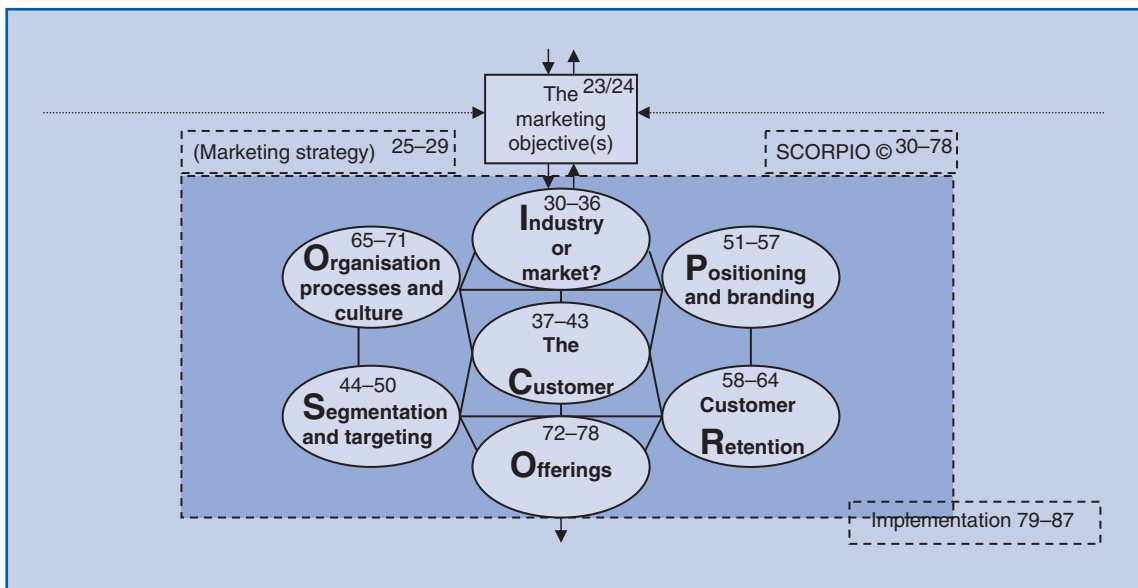 The 23/24
marketing
objective(s)
(Marketing strategy) 25–29
SCORPIO © 30–78
30–36
Industry
or
market?
65–71
Organisation
processes and
culture
51–57
Positioning
and branding
37–43
The
Customer
44–50
Segmentation
and targeting
58–64
Customer
Retention
72–78
Offerings
Implementation 79–87